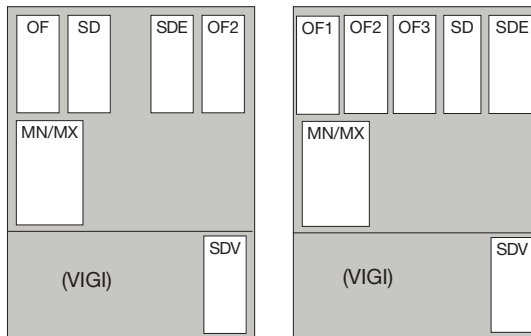 OF SD SDE OF2
MN/MX
SDV
(VIGI)
OF1 OF2 OF3 SD SDE
MN/MX
SDV
(VIGI)